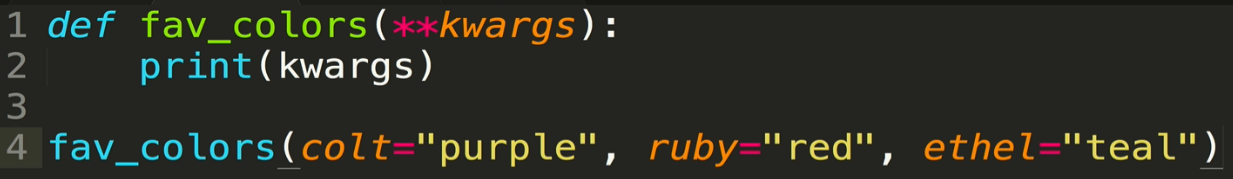 1 def fav_colors(**kwargs):
2     print(kwargs)
3
4 fav_colors(colt="purple", ruby="red", ethel="teal")